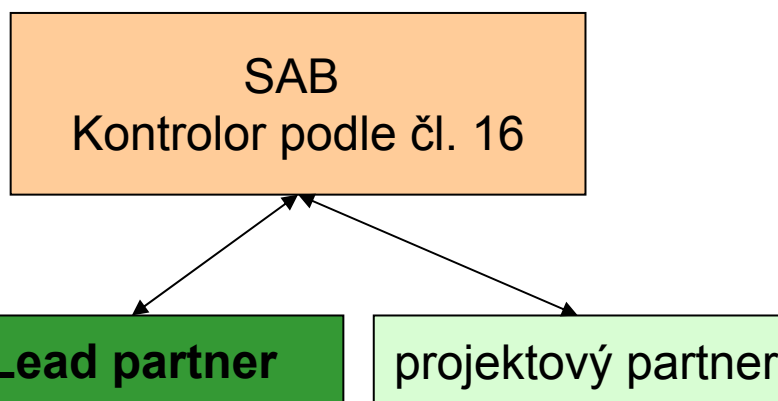 SAB
Kontrolor podle čl. 16
Lead partner
projektový partner